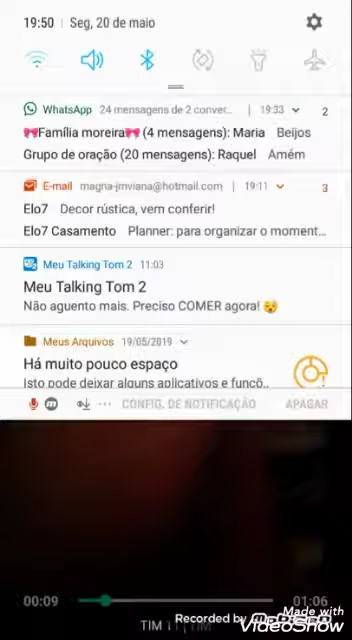 19:50 | Seg, 20 de maio
WhatsApp 24 mensagens de 2 conver... | 19:33 2
🎀Família moreira🎀 (4 mensagens): Maria Beijos
Grupo de oração (20 mensagens): Raquel Amém
E-mail magna-jmviana@hotmail.com | 19:11 3
Elo7 Decor rústica, vem conferir!
Elo7 Casamento Planner: para organizar o moment...
Meu Talking Tom 2 11:03
Meu Talking Tom 2
Não aguento mais. Preciso COMER agora! 😴
Meus Arquivos 19/05/2019
Há muito pouco espaço
Isto pode deixar alguns aplicativos e funçõ..
CONFIG. DE NOTIFICAÇÃO APAGAR
00:09 01:06
Made with
VideoShow
Recorded by
TIM